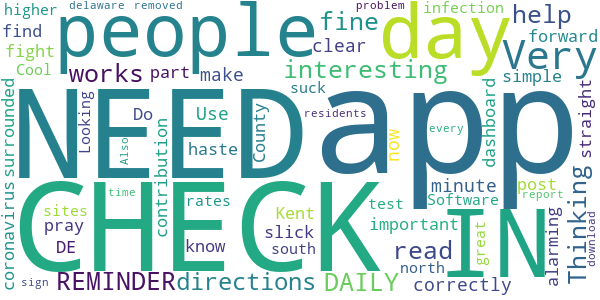 delaware removed problem
higher people day infection
find fine Very help
fight clear forward
Cool works part make interesting simple
surrounded Looking NEED app suck dashboard straight
Do Use County residents
Also haste every now
coronavirus contribution CHECK IN minute post
time rates test Software report
sites Kent important great
pray know slick read alarming Thinking download
DE south north
sign REMINDER directions DAILY correctly